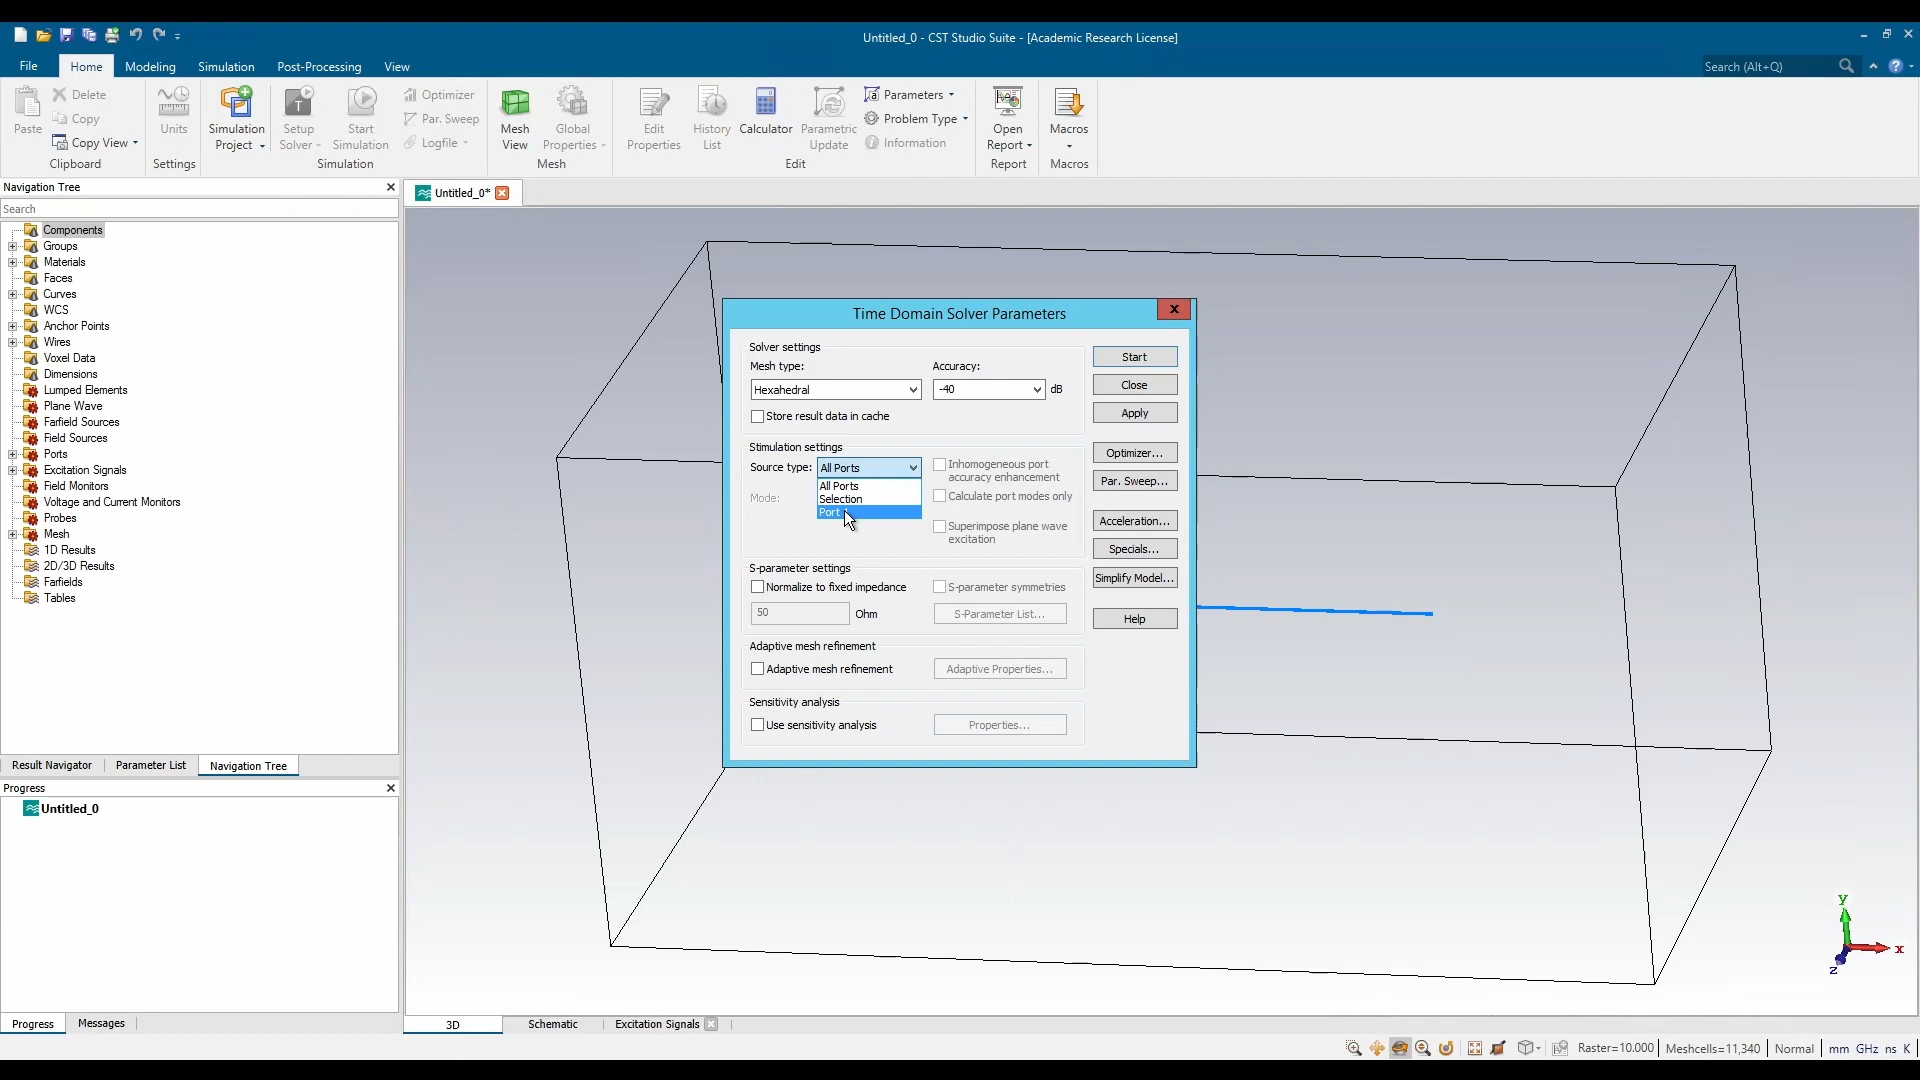 Untitled_0 - CST Studio Suite - [Academic Research License]
File Home Modeling Simulation Post-Processing View
Search (Alt+Q)
Paste
Delete
Copy
Copy View
Clipboard
Units
Settings
Simulation Project
Setup Solver
Start Simulation
Optimizer
Par. Sweep
Logfile
Simulation
Mesh View
Global Properties
Mesh
Edit Properties
History List
Calculator
Parametric Update
Parameters
Problem Type
Information
Edit
Open Report
Report
Macros
Macros
Navigation Tree
Search
Components
Groups
Materials
Faces
Curves
WCS
Anchor Points
Wires
Voxel Data
Dimensions
Lumped Elements
Plane Wave
Farfield Sources
Field Sources
Ports
Excitation Signals
Field Monitors
Voltage and Current Monitors
Probes
Mesh
1D Results
2D/3D Results
Farfields
Tables
Result Navigator Parameter List Navigation Tree
Progress
Untitled_0
Progress Messages
Untitled_0*
Time Domain Solver Parameters
Solver settings
Mesh type:
Accuracy:
Hexahedral
-40 dB
Store result data in cache
Stimulation settings
Source type: All Ports
All Ports
Selection
Port
Mode:
Inhomogeneous port
accuracy enhancement
Calculate port modes only
Superimpose plane wave
excitation
S-parameter settings
Normalize to fixed impedance
S-parameter symmetries
50 Ohm
S-Parameter List...
Adaptive mesh refinement
Adaptive mesh refinement
Adaptive Properties...
Sensitivity analysis
Use sensitivity analysis
Properties...
Start
Close
Apply
Optimizer...
Par. Sweep...
Acceleration...
Specials...
Simplify Model...
Help
y
x
z
3D Schematic Excitation Signals
Raster=10.000 Meshcells=11,340 Normal mm GHz ns K